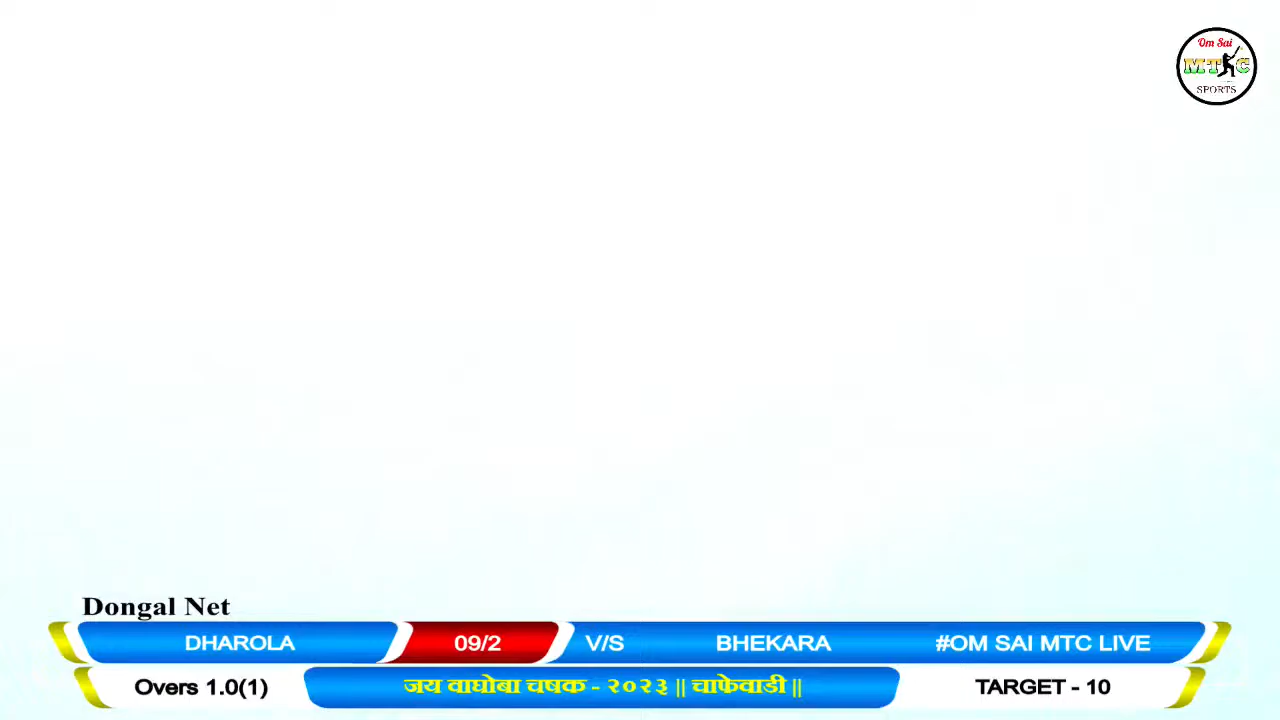 Om Sai
MTC
SPORTS
Dongal Net
DHAROLA 09/2 V/S BHEKARA #OM SAI MTC LIVE
Overs 1.0(1) जय वाघोबा चषक - २०२३ || चाफेवाडी || TARGET - 10